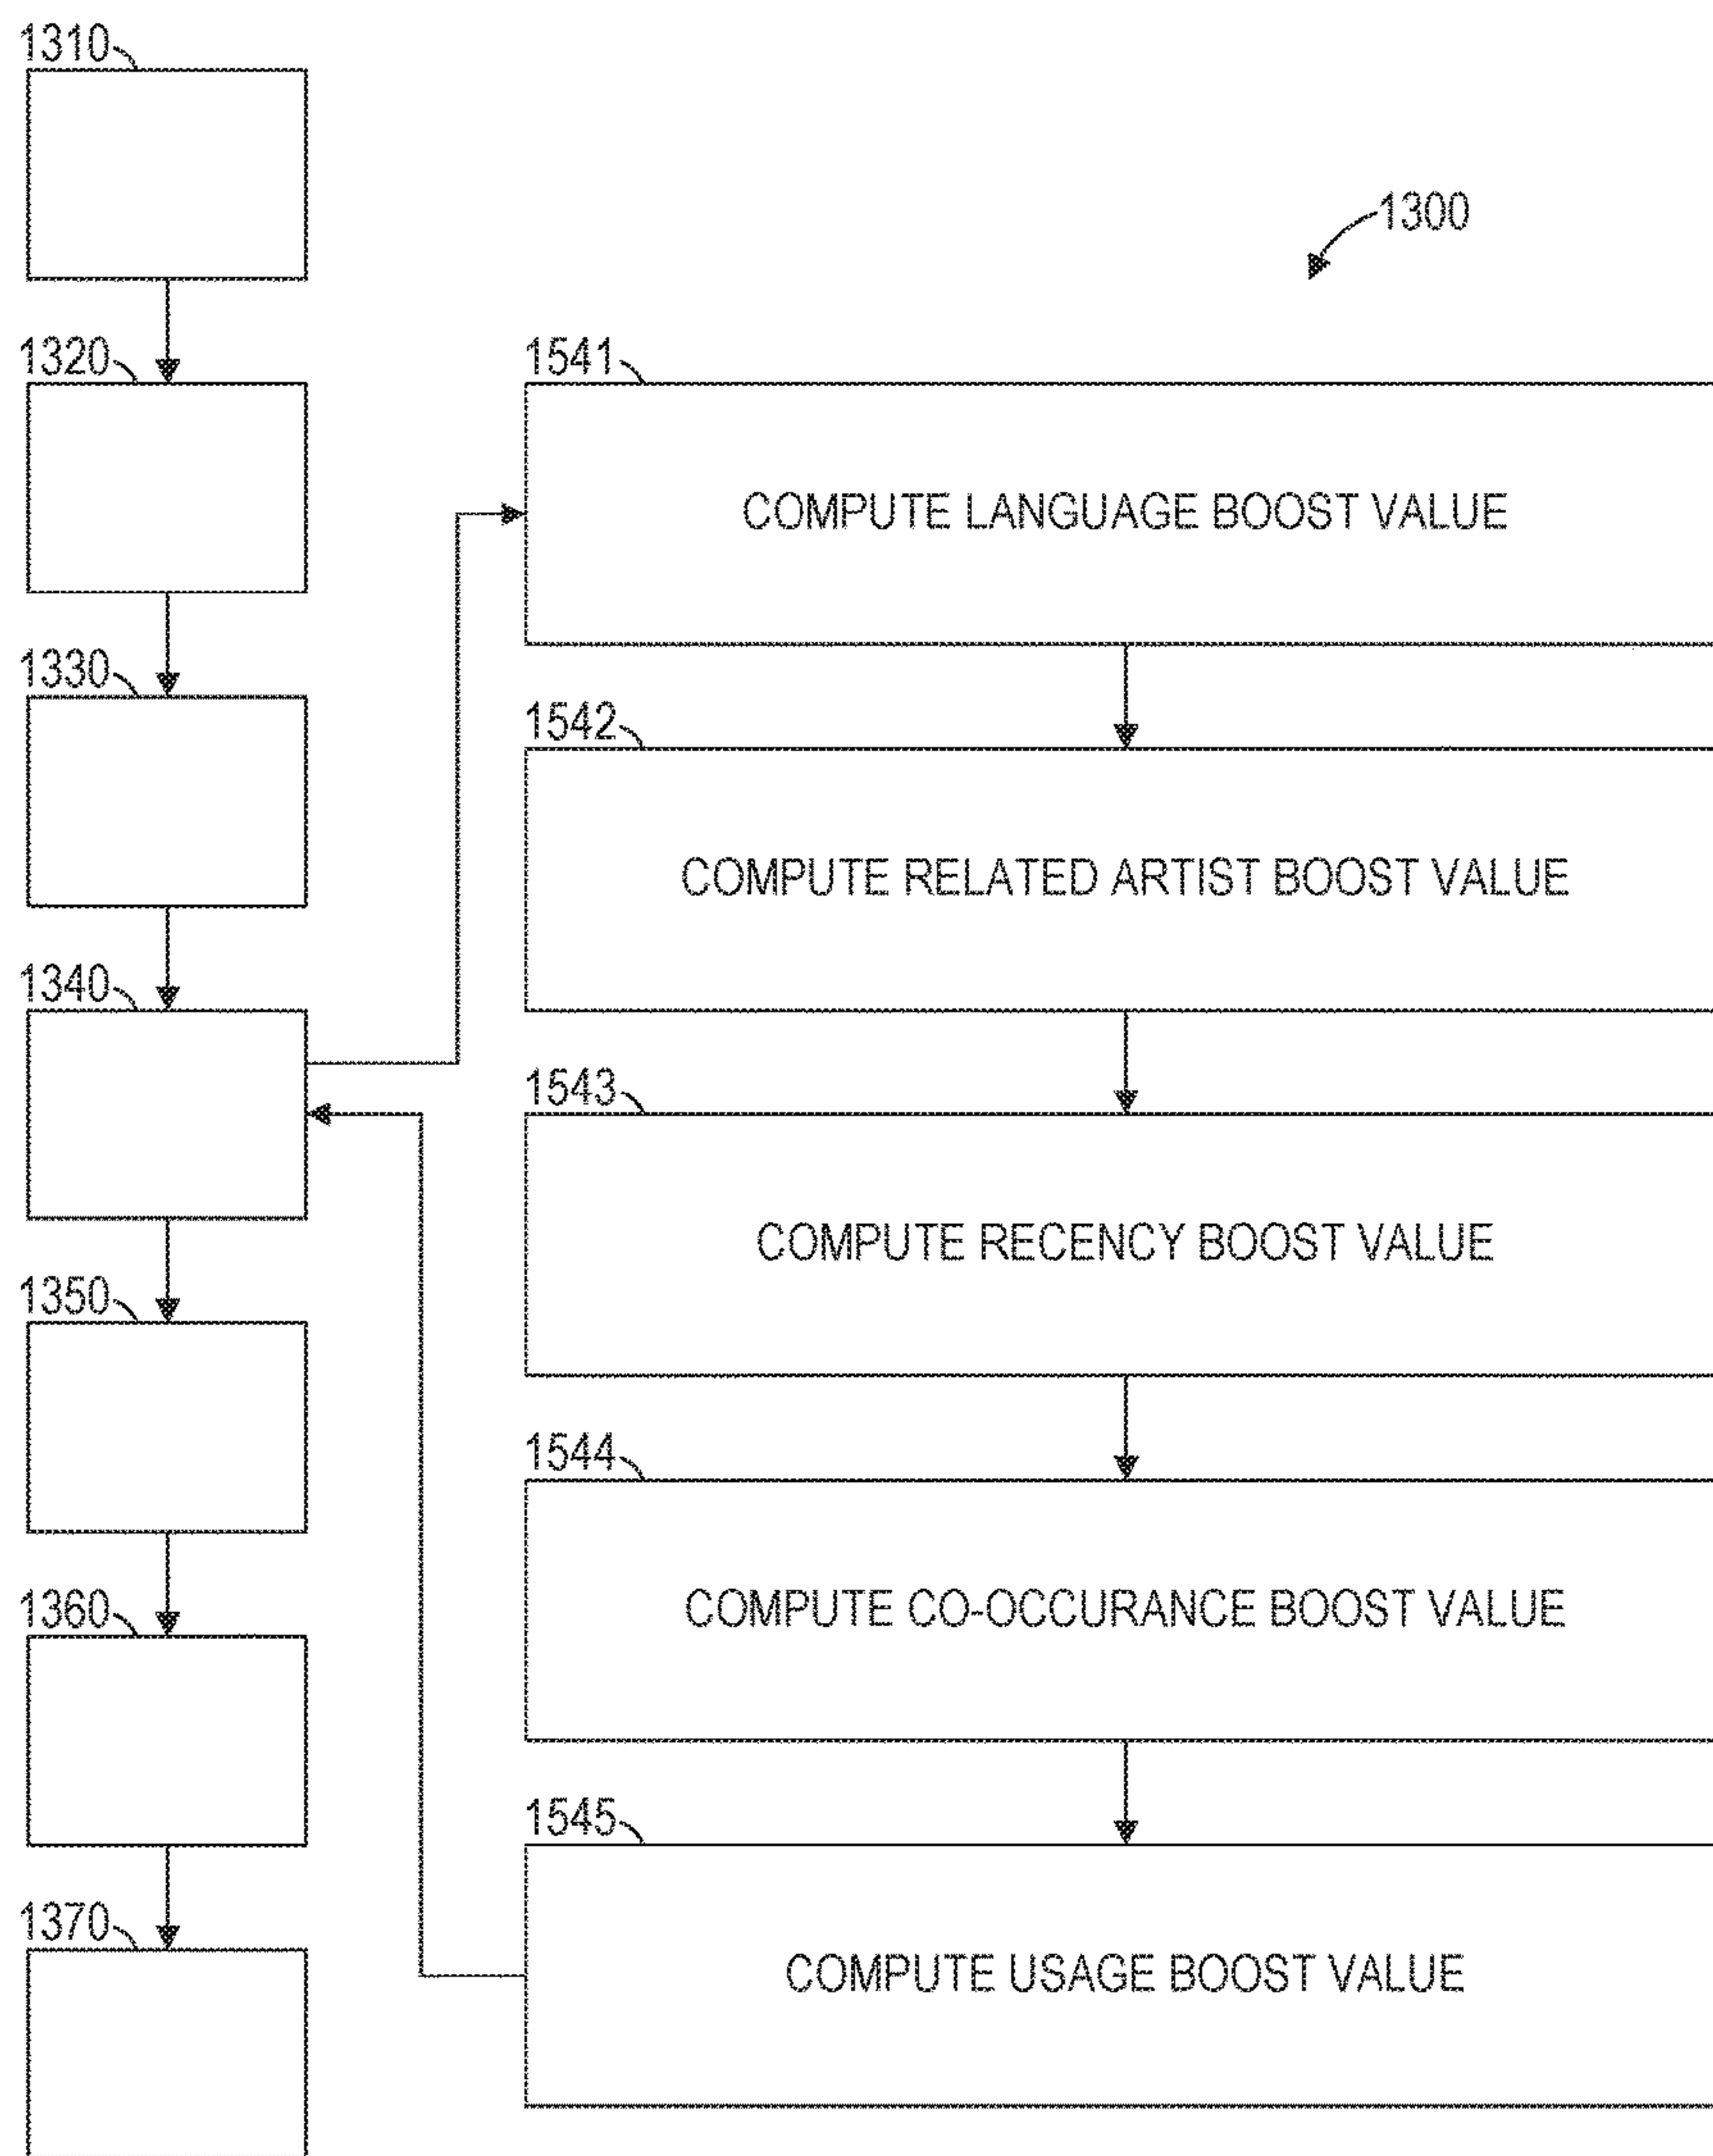 1310
1300
1320
1541
COMPUTE LANGUAGE BOOST VALUE
1330
1542
COMPUTE RELATED ARTIST BOOST VALUE
1340
1543
COMPUTE RECENCY BOOST VALUE
1350
1544
COMPUTE CO-OCCURANCE BOOST VALUE
1360
1545
COMPUTE USAGE BOOST VALUE
1370